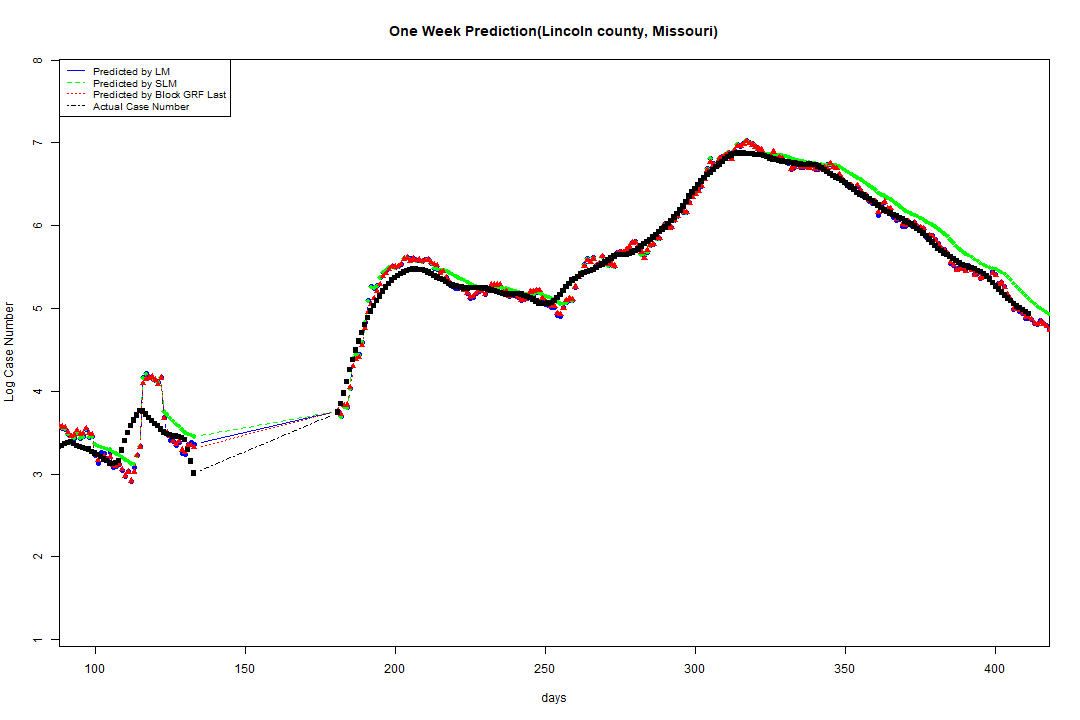 One Week Prediction(Lincoln county, Missouri)
8
Predicted by LM
Predicted by SLM
Predicted by Block GRF Last
Actual Case Number
7
6
5
4
3
2
1
Log Case Number
100 150 200 250 300 350 400
days